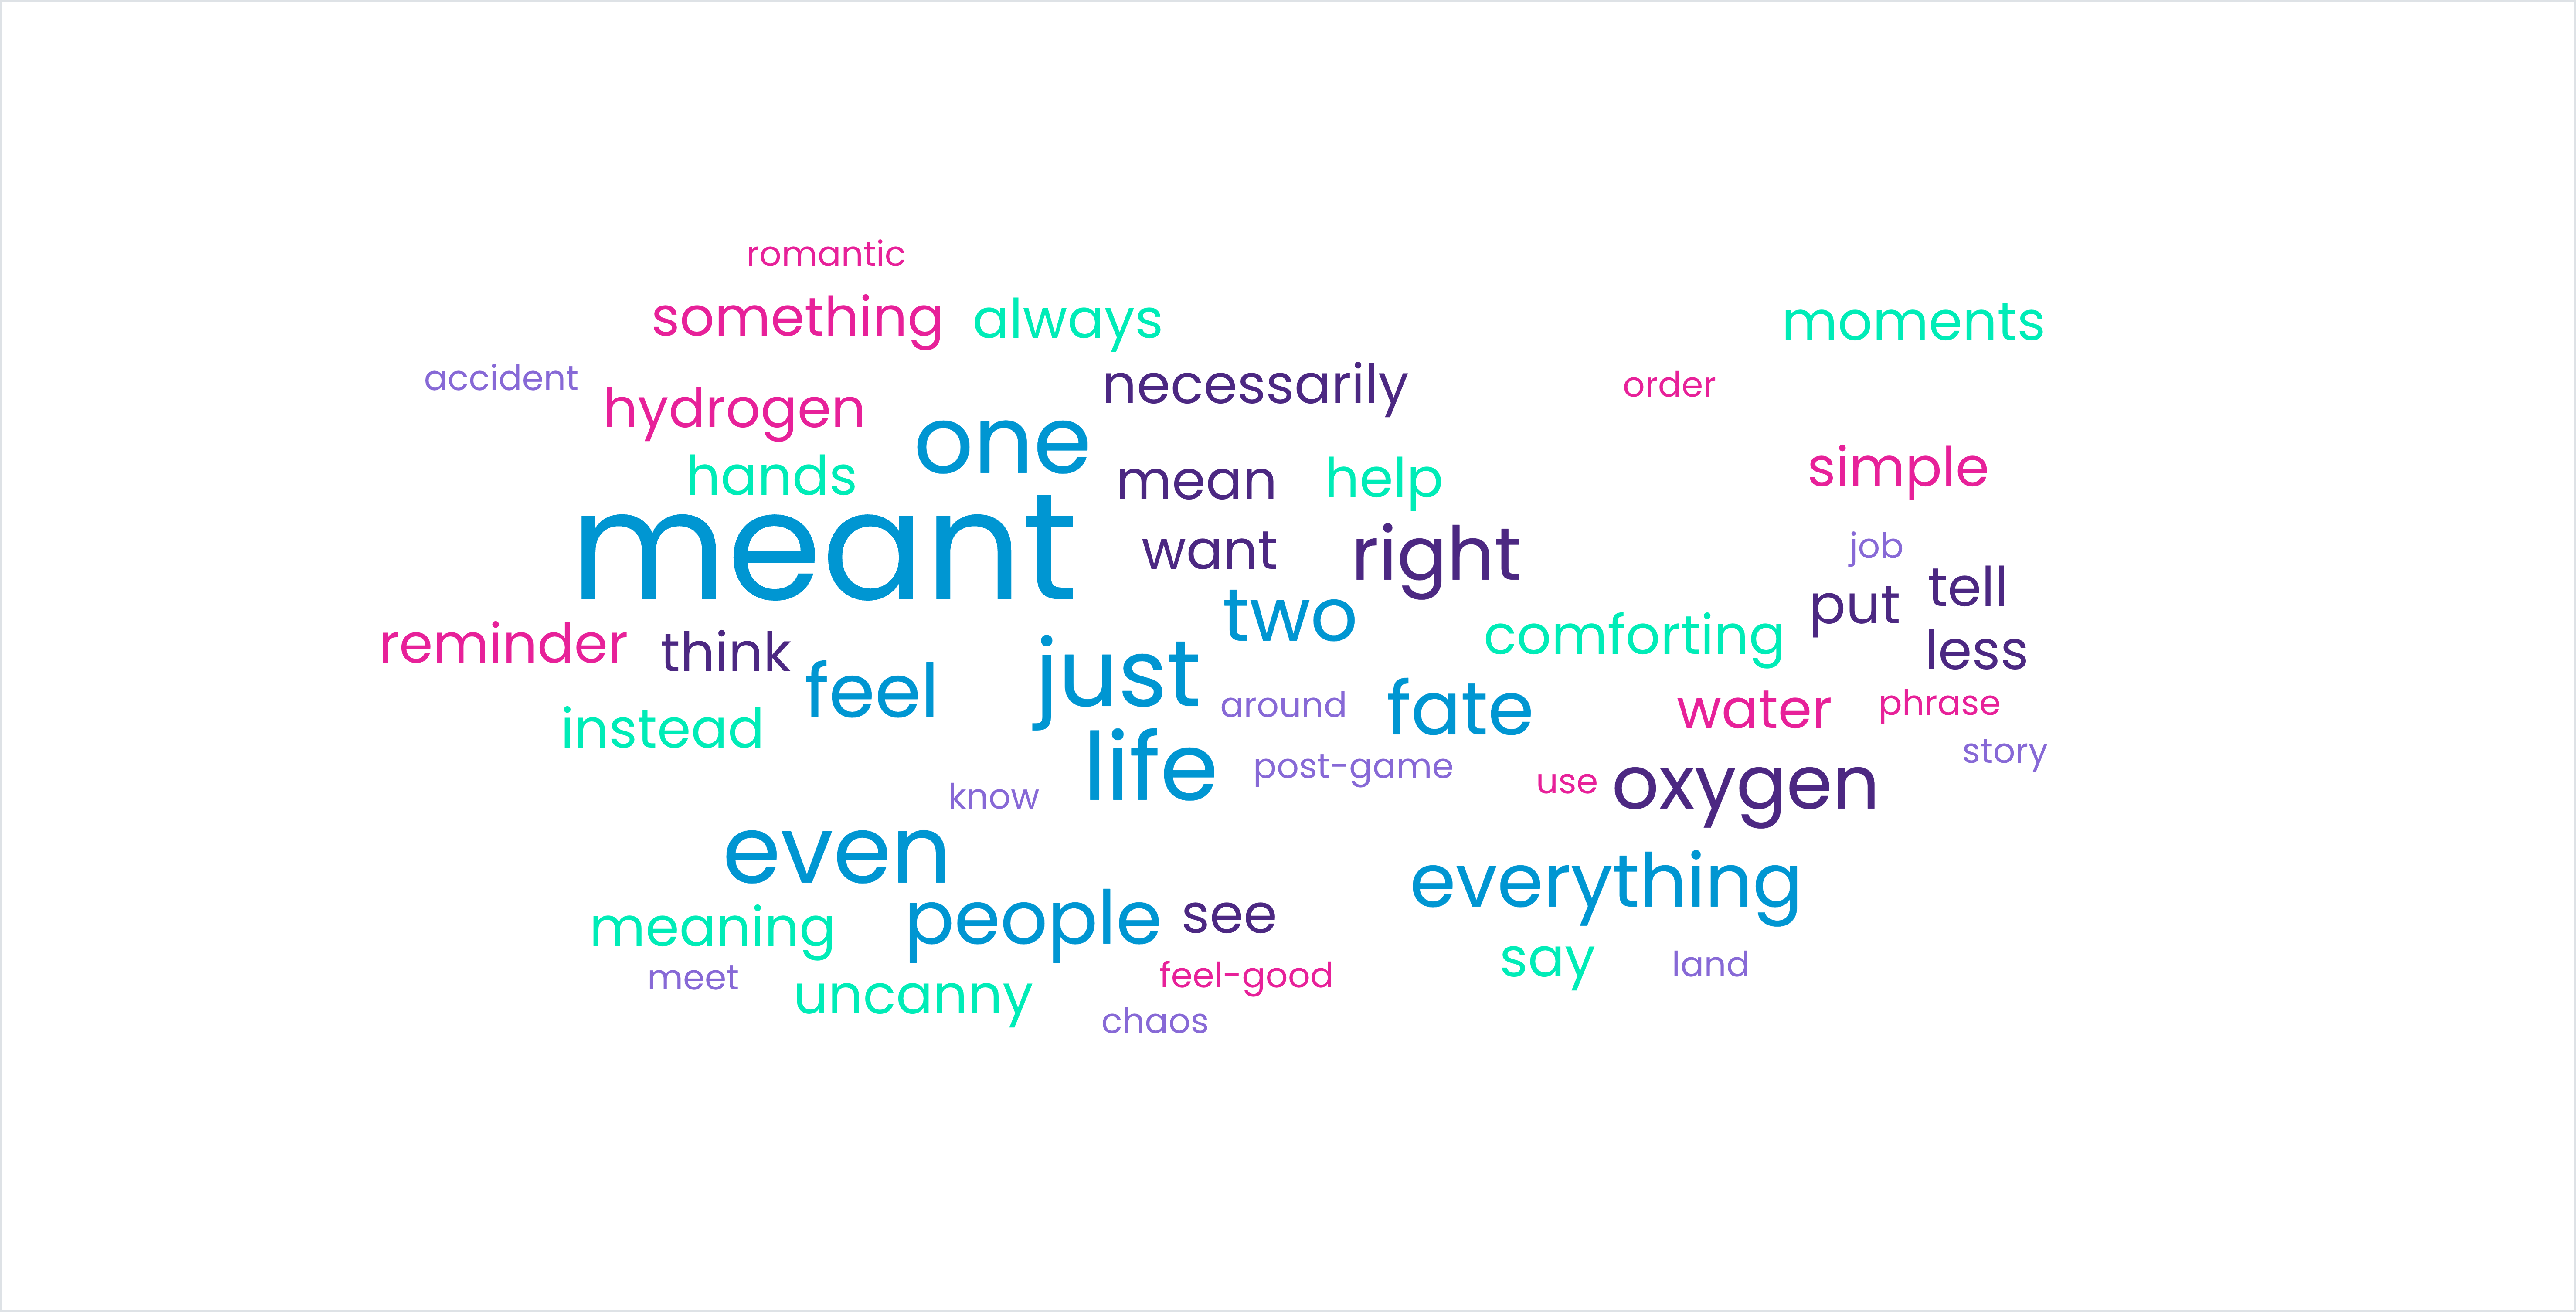 romantic
something always moments
accident hydrogen necessarily order
one
hands mean help simple
meant want right job
two put tell
reminder think comforting less
feel just around fate water phrase
instead story
life post-game use oxygen
know
even everything
meaning people see
say land
meet uncanny feel-good
chaos